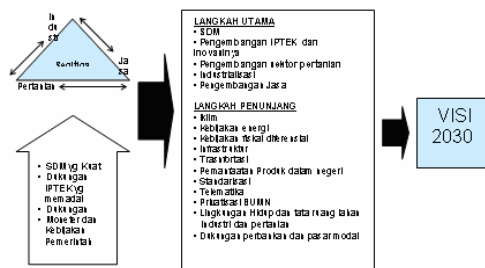 In
du
stri
Ja
sa
Pertanian
• SDM yg Kuat
• Dukungan
IPTEK yg
memadai
• Dukungan
Moneter dan
Kebijakan
Pemerintah
LANGKAH UTAMA
• SDM
• Pengembangan IPTEK dan
Inovasinya
• Pengembangan sektor pertanian
• Industrialisasi
• Pengembangan Jasa
LANGKAH PENUNJANG
• Iklim
• Kebijakan energi
• Kebijakan fiskal diferensial
• Infrastruktur
• Trasnfortasi
• Pemanfaatan Produk dalam negeri
• Standarisasi
• Telematika
• Privatisasi BUMN
• Lingkungan Hidup dan tata ruang lahan
Industri dan pertanian
• Dukungan perbankan dan pasar modal
VISI
2030